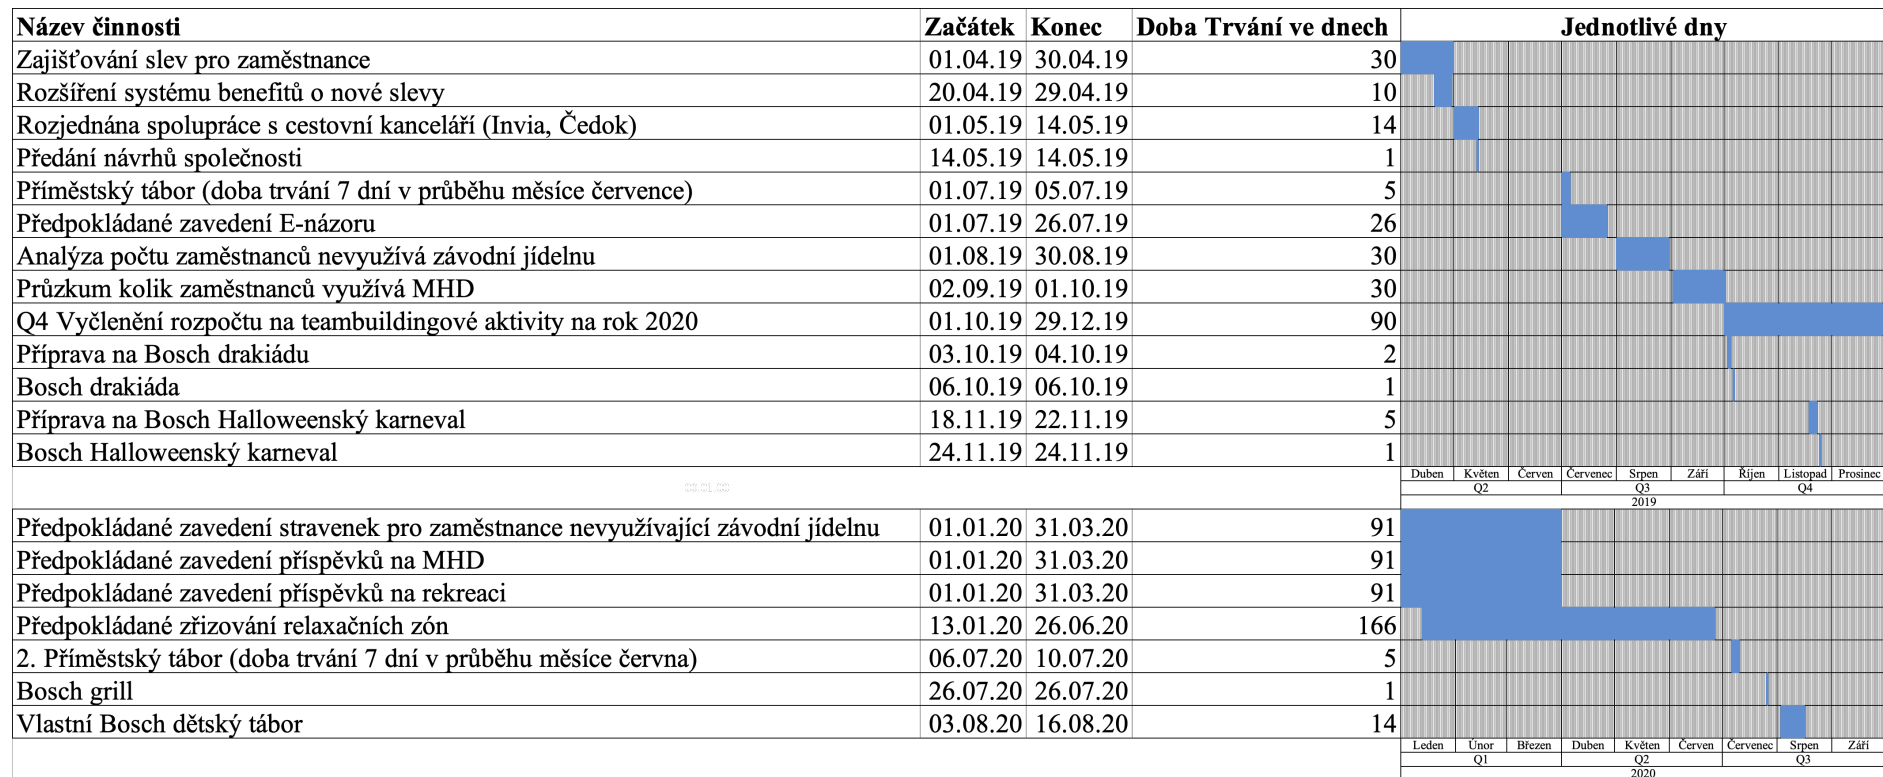 Název činnosti Začátek Konec Doba Trvání ve dnech Jednotlivé dny
Zajišťování slev pro zaměstnance 01.04.19 30.04.19 30
Rozšíření systému benefitů o nové slevy 20.04.19 29.04.19 10
Rozjednána spolupráce s cestovní kanceláří (Invia, Čedok) 01.05.19 14.05.19 14
Předání návrhů společnosti 14.05.19 14.05.19 1
Příměstský tábor (doba trvání 7 dní v průběhu měsíce července) 01.07.19 05.07.19 5
Předpokládané zavedení E-názoru 01.07.19 26.07.19 26
Analýza počtu zaměstnanců nevyužívá závodní jídelnu 01.08.19 30.08.19 30
Průzkum kolik zaměstnanců využívá MHD 02.09.19 01.10.19 30
Q4 Vyčlenění rozpočtu na teambuildingové aktivity na rok 2020 01.10.19 29.12.19 90
Příprava na Bosch drakiádu 03.10.19 04.10.19 2
Bosch drakiáda 06.10.19 06.10.19 1
Příprava na Bosch Halloweenský karneval 18.11.19 22.11.19 5
Bosch Halloweenský karneval 24.11.19 24.11.19 1
Duben Květen Červen Červenec Srpen Září Říjen Listopad Prosinec
Q2 Q3 Q4
2019
Předpokládané zavedení stravenek pro zaměstnance nevyužívající závodní jídelnu 01.01.20 31.03.20 91
Předpokládané zavedení příspěvků na MHD 01.01.20 31.03.20 91
Předpokládané zavedení příspěvků na rekreaci 01.01.20 31.03.20 91
Předpokládané zřizování relaxačních zón 13.01.20 26.06.20 166
2. Příměstský tábor (doba trvání 7 dní v průběhu měsíce června) 06.07.20 10.07.20 5
Bosch grill 26.07.20 26.07.20 1
Vlastní Bosch dětský tábor 03.08.20 16.08.20 14
Leden Únor Březen Duben Květen Červen Červenec Srpen Září
Q1 Q2 Q3
2020